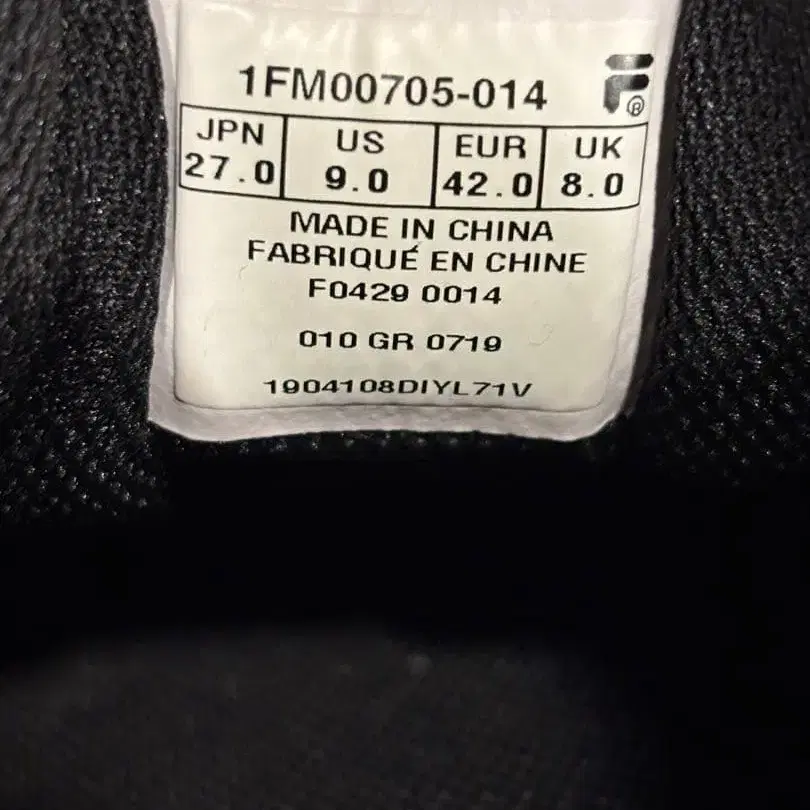 1FM00705-014
JPN US EUR UK
27.0 9.0 42.0 8.0
MADE IN CHINA
FABRIQUÉ EN CHINE
F0429 0014
010 GR 0719
1904108DIYL71V